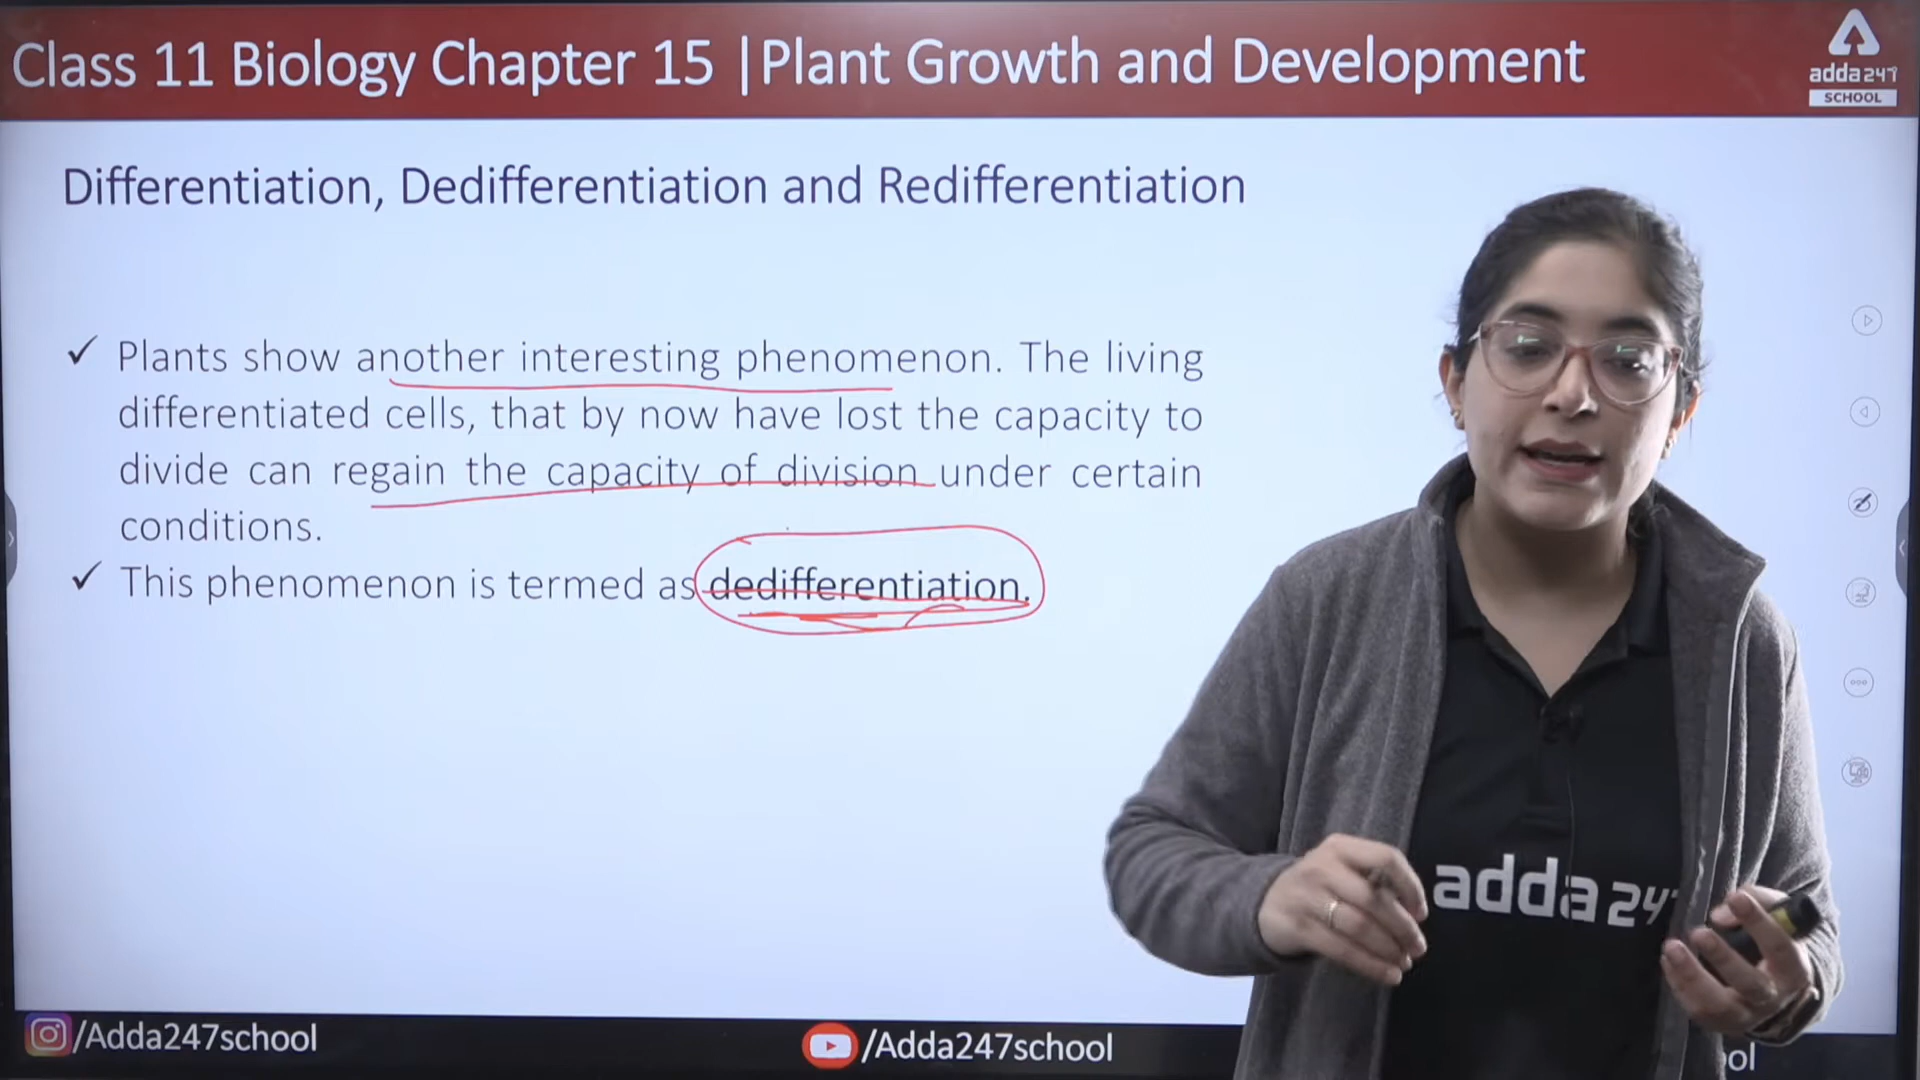 Class 11 Biology Chapter 15 |Plant Growth and Development
adda247
SCHOOL
Differentiation, Dedifferentiation and Redifferentiation
✓ Plants show another interesting phenomenon. The living
differentiated cells, that by now have lost the capacity to
divide can regain the capacity of division under certain
conditions.
✓ This phenomenon is termed as dedifferentiation.
adda247
/Adda247school
/Adda247school
ool